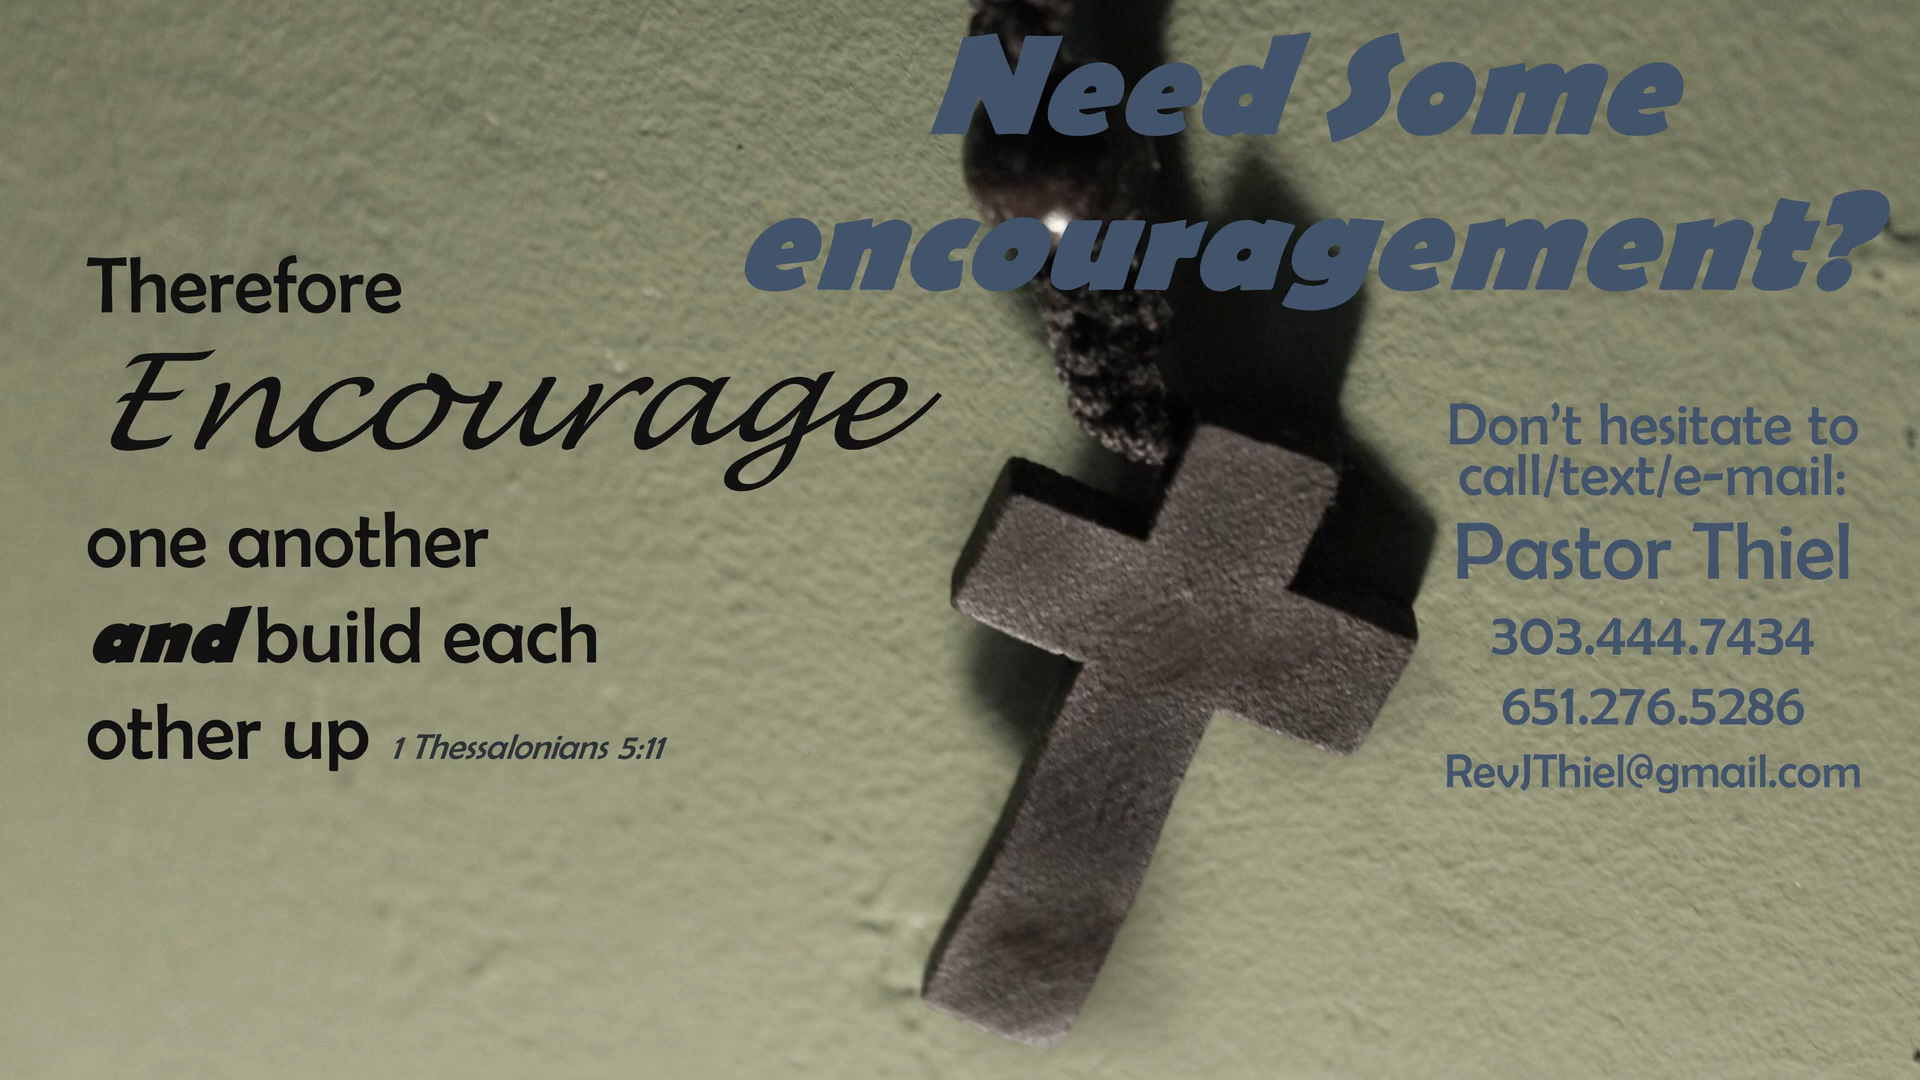 Need Some
encouragement?
Therefore
Encourage
one another
and build each
other up 1 Thessalonians 5:11
Don't hesitate to
call/text/e-mail:
Pastor Thiel
303.444.7434
651.276.5286
RevJThiel@gmail.com